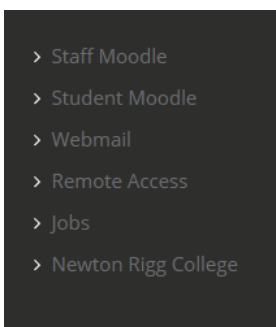 Staff Moodle
Student Moodle
Webmail
Remote Access
Jobs
Newton Rigg College